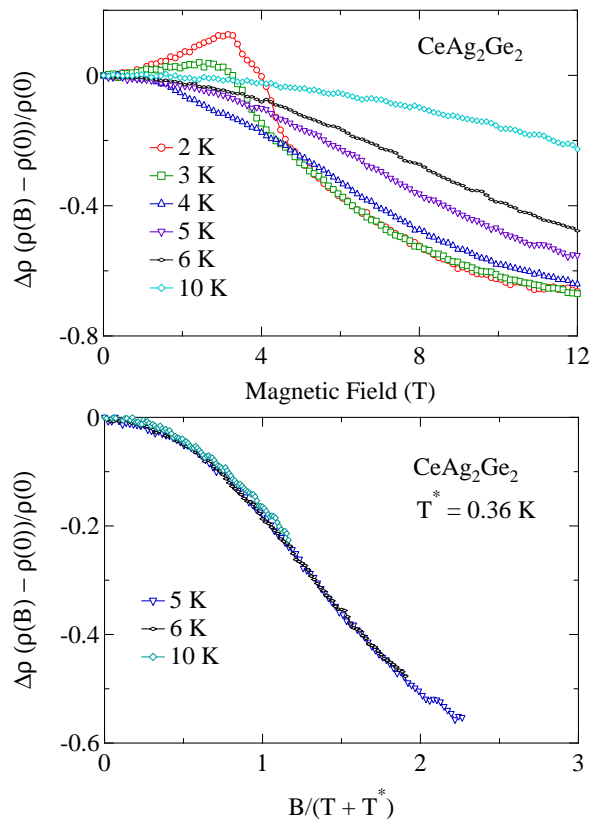 CeAg₂Ge₂
0
-0.4
-0.8
Δρ (ρ(B) − ρ(0))/ρ(0)
2 K
3 K
4 K
5 K
6 K
10 K
0 4 8 12
Magnetic Field (T)
0
-0.2
-0.4
-0.6
Δρ (ρ(B) − ρ(0))/ρ(0)
CeAg₂Ge₂
T* = 0.36 K
5 K
6 K
10 K
0 1 2 3
B/(T + T*)